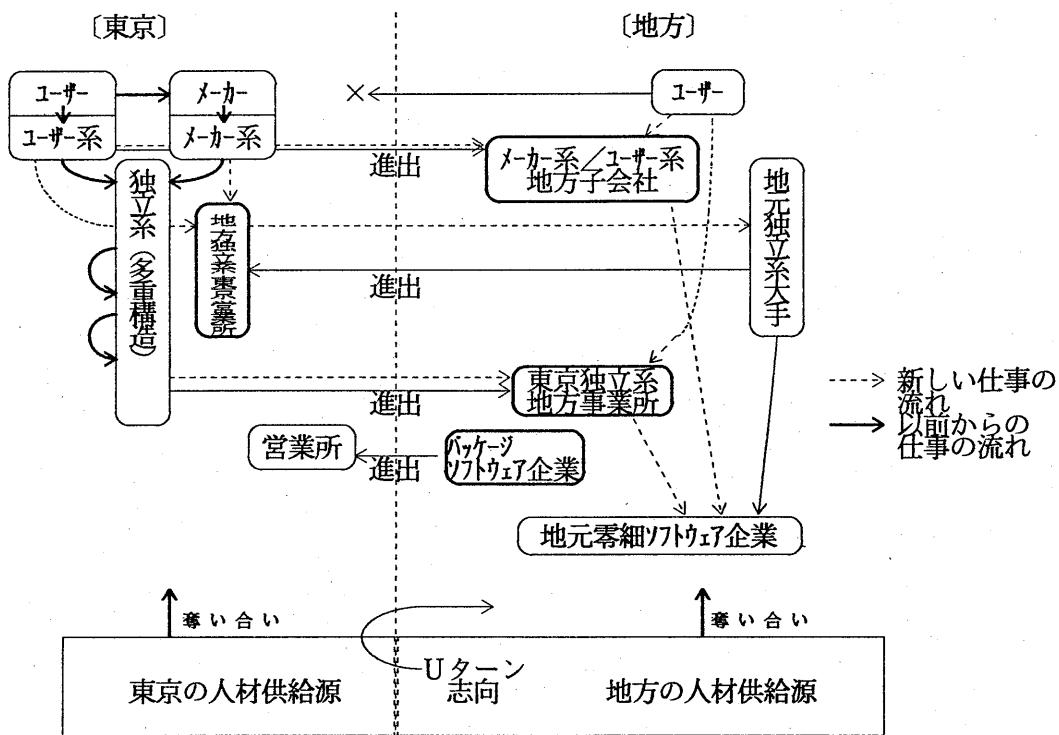 〔東京〕
〔地方〕
ユーザー
メーカー
×
ユーザー
ユーザー系
メーカー系
進出
メーカー系／ユーザー系
地方子会社
独立系（多重構造）
地元独立系大手
進出
東京独立系
地方事業所
進出
新しい仕事の
流れ
以前からの
仕事の流れ
営業所
進出
パッケージ
ソフトウェア企業
地元零細ソフトウェア企業
奪い合い
奪い合い
Uターン
志向
東京の人材供給源
地方の人材供給源